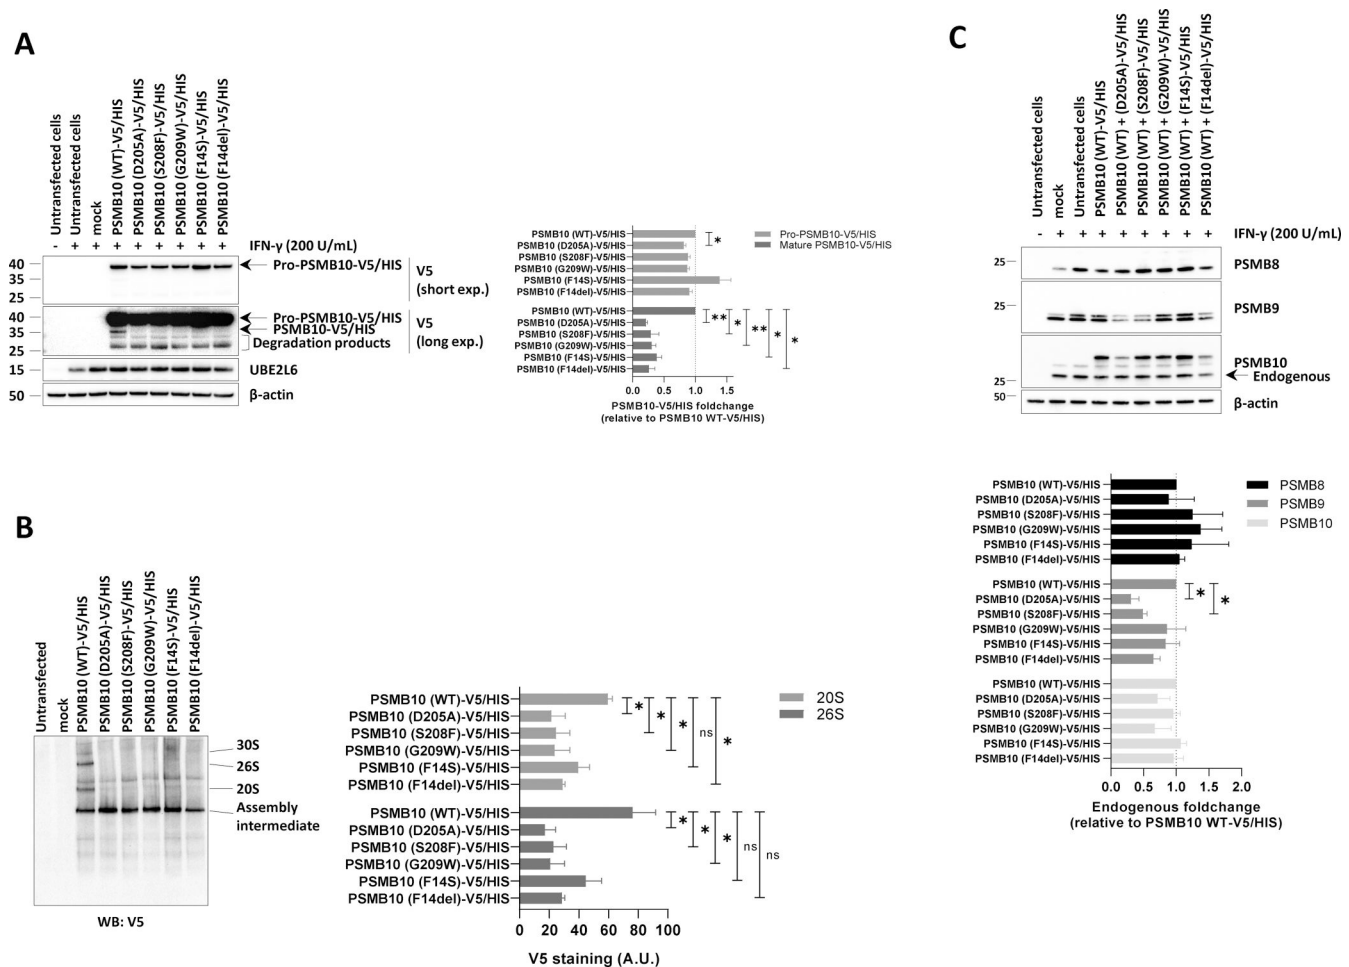 A
Untransfected cells
Untransfected cells
mock
PSMB10 (WT)-V5/HIS
PSMB10 (D205A)-V5/HIS
PSMB10 (S208F)-V5/HIS
PSMB10 (G209W)-V5/HIS
PSMB10 (F14S)-V5/HIS
PSMB10 (F14del)-V5/HIS
- + + + + + + + + IFN-γ (200 U/mL)
40
35
25
Pro-PSMB10-V5/HIS
V5
(short exp.)
40
35
25
Pro-PSMB10-V5/HIS
PSMB10-V5/HIS
Degradation products
V5
(long exp.)
15
UBE2L6
50
β-actin
PSMB10 (WT)-V5/HIS
PSMB10 (D205A)-V5/HIS
PSMB10 (S208F)-V5/HIS
PSMB10 (G209W)-V5/HIS
PSMB10 (F14S)-V5/HIS
PSMB10 (F14del)-V5/HIS
*
Pro-PSMB10-V5/HIS
Mature PSMB10-V5/HIS
PSMB10 (WT)-V5/HIS
PSMB10 (D205A)-V5/HIS
PSMB10 (S208F)-V5/HIS
PSMB10 (G209W)-V5/HIS
PSMB10 (F14S)-V5/HIS
PSMB10 (F14del)-V5/HIS
** * ** * *
0.0 0.5 1.0 1.5
PSMB10-V5/HIS foldchange
(relative to PSMB10 WT-V5/HIS)
B
Untransfected
mock
PSMB10 (WT)-V5/HIS
PSMB10 (D205A)-V5/HIS
PSMB10 (S208F)-V5/HIS
PSMB10 (G209W)-V5/HIS
PSMB10 (F14S)-V5/HIS
PSMB10 (F14del)-V5/HIS
30S
26S
20S
Assembly
intermediate
WB: V5
PSMB10 (WT)-V5/HIS
PSMB10 (D205A)-V5/HIS
PSMB10 (S208F)-V5/HIS
PSMB10 (G209W)-V5/HIS
PSMB10 (F14S)-V5/HIS
PSMB10 (F14del)-V5/HIS
* * * ns *
20S
26S
PSMB10 (WT)-V5/HIS
PSMB10 (D205A)-V5/HIS
PSMB10 (S208F)-V5/HIS
PSMB10 (G209W)-V5/HIS
PSMB10 (F14S)-V5/HIS
PSMB10 (F14del)-V5/HIS
* * * ns ns
0 20 40 60 80 100
V5 staining (A.U.)
C
Untransfected cells
mock
Untransfected cells
PSMB10 (WT)-V5/HIS
PSMB10 (WT) + (D205A)-V5/HIS
PSMB10 (WT) + (S208F)-V5/HIS
PSMB10 (WT) + (G209W)-V5/HIS
PSMB10 (WT) + (F14S)-V5/HIS
PSMB10 (WT) + (F14del)-V5/HIS
- + + + + + + + + IFN-γ (200 U/mL)
25
PSMB8
25
PSMB9
PSMB10
Endogenous
25
50
β-actin
PSMB10 (WT)-V5/HIS
PSMB10 (D205A)-V5/HIS
PSMB10 (S208F)-V5/HIS
PSMB10 (G209W)-V5/HIS
PSMB10 (F14S)-V5/HIS
PSMB10 (F14del)-V5/HIS
PSMB8
PSMB9
PSMB10
PSMB10 (WT)-V5/HIS
PSMB10 (D205A)-V5/HIS
PSMB10 (S208F)-V5/HIS
PSMB10 (G209W)-V5/HIS
PSMB10 (F14S)-V5/HIS
PSMB10 (F14del)-V5/HIS
* *
PSMB10 (WT)-V5/HIS
PSMB10 (D205A)-V5/HIS
PSMB10 (S208F)-V5/HIS
PSMB10 (G209W)-V5/HIS
PSMB10 (F14S)-V5/HIS
PSMB10 (F14del)-V5/HIS
0.0 0.5 1.0 1.5 2.0
Endogenous foldchange
(relative to PSMB10 WT-V5/HIS)